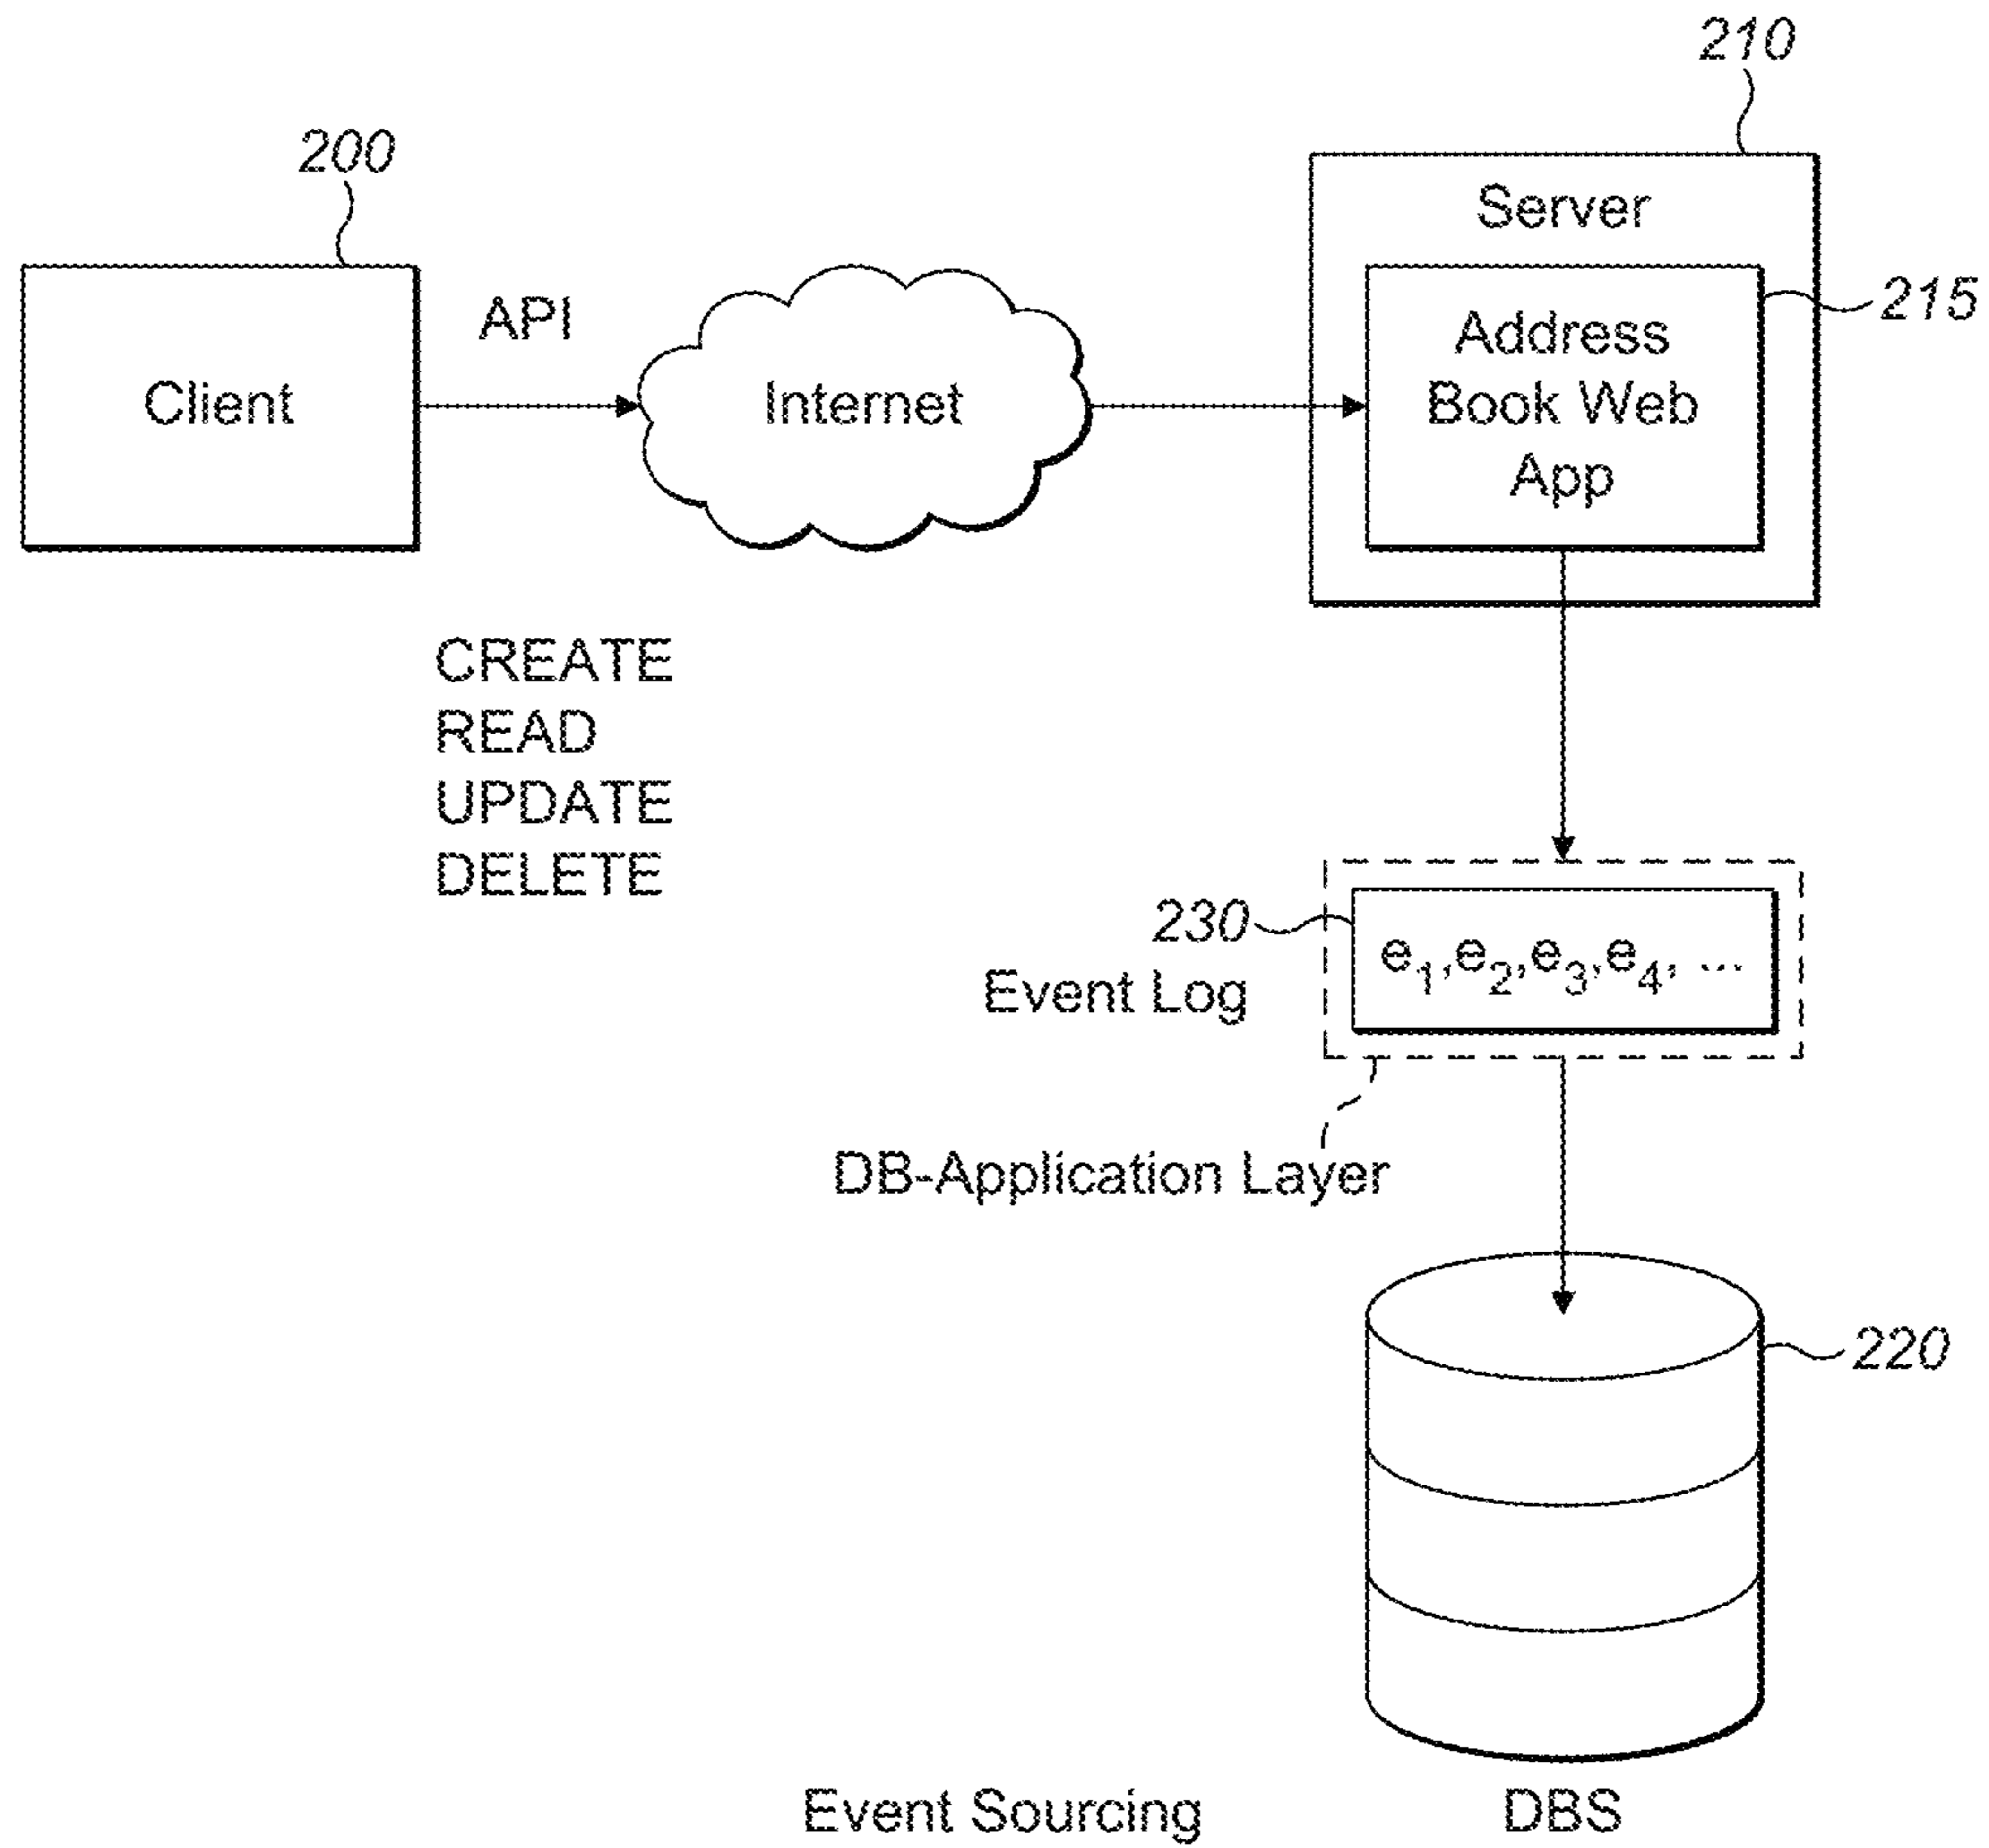 210
200
Server
215
API
Address
Book Web
App
Client
Internet
CREATE
READ
UPDATE
DELETE
230
e1,e2,e3,e4, ...
Event Log
DB-Application Layer
220
Event Sourcing
DBS